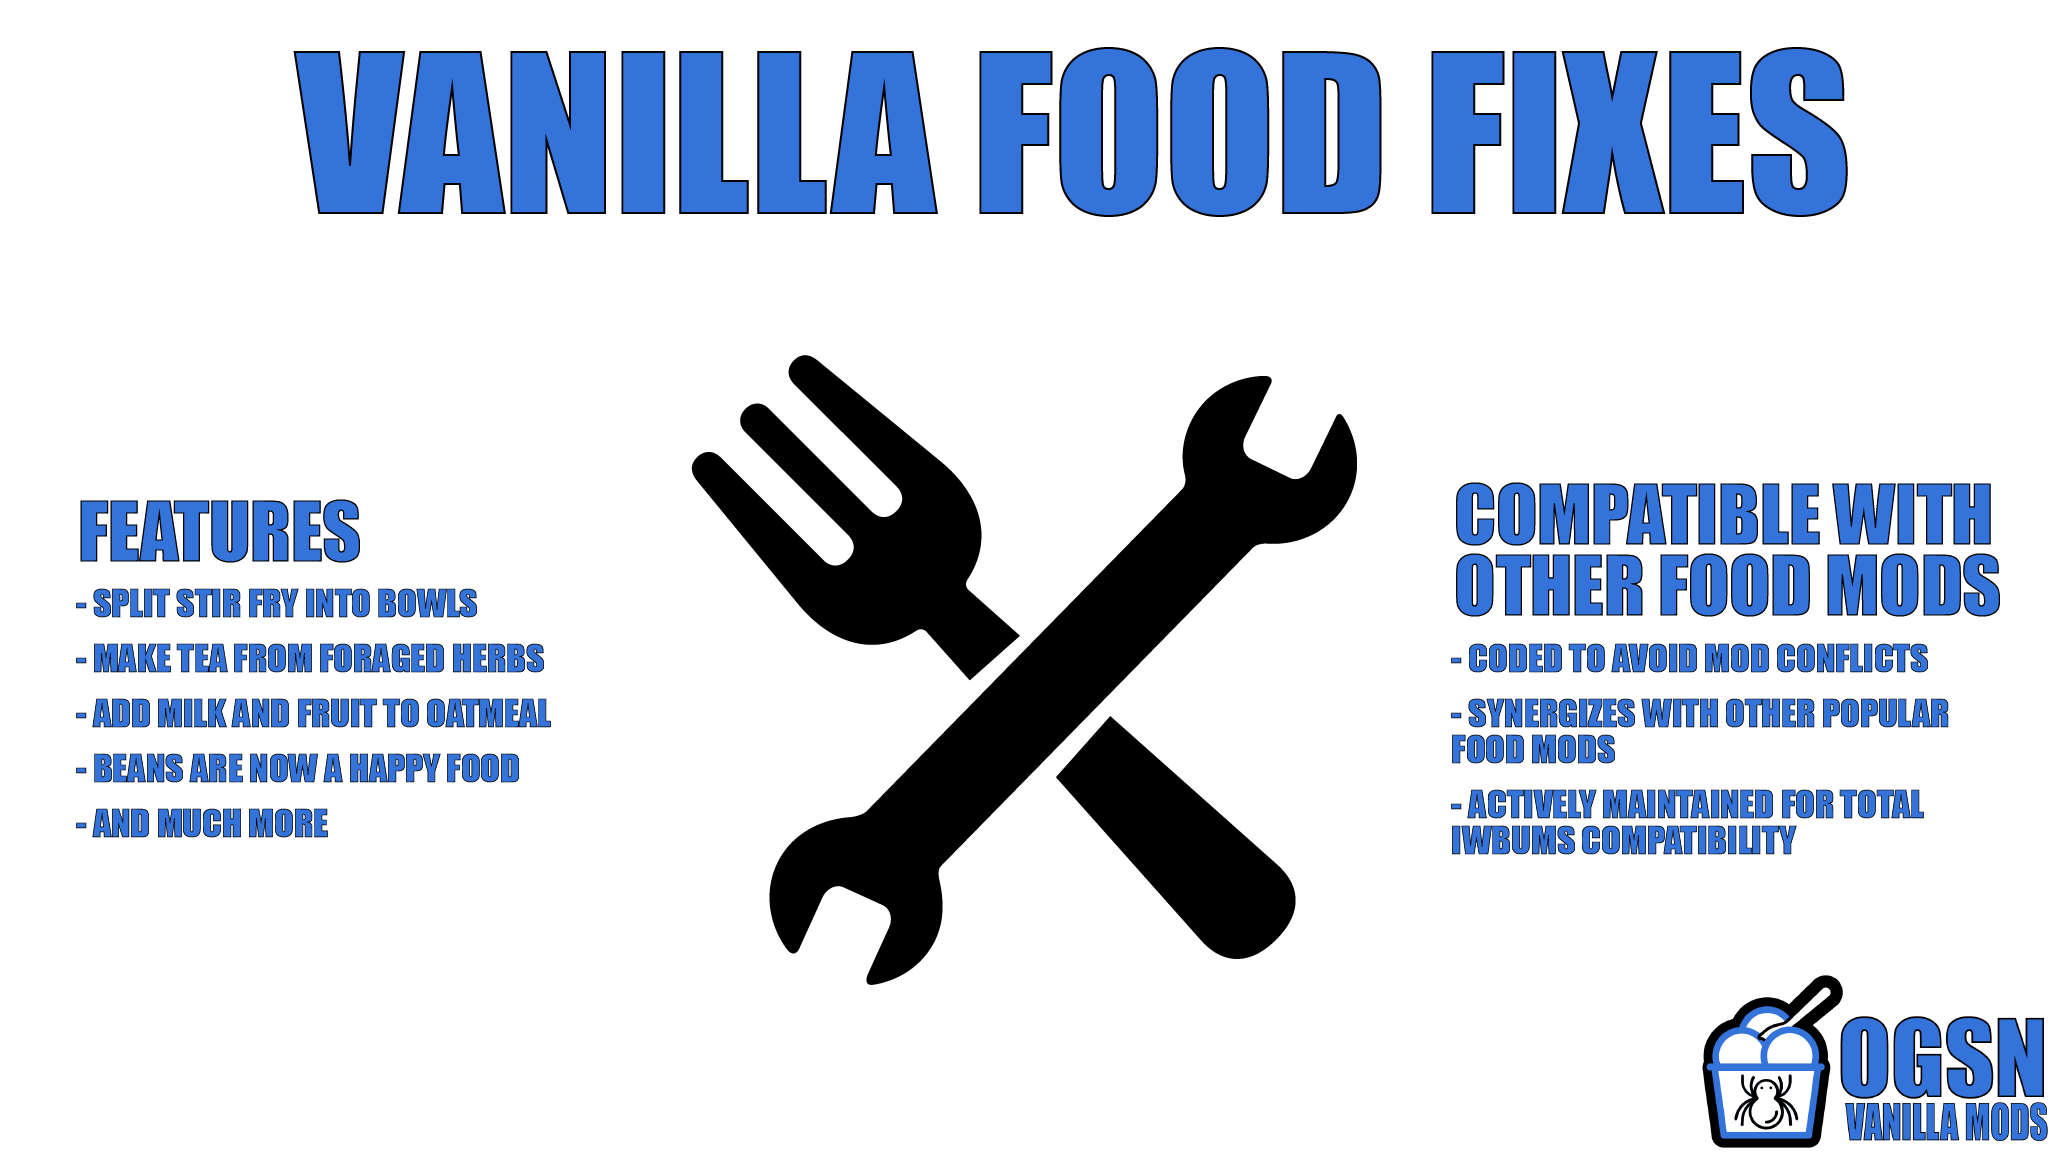 VANILLA FOOD FIXES
FEATURES
- SPLIT STIR FRY INTO BOWLS
- MAKE TEA FROM FORAGED HERBS
- ADD MILK AND FRUIT TO OATMEAL
- BEANS ARE NOW A HAPPY FOOD
- AND MUCH MORE
COMPATIBLE WITH
OTHER FOOD MODS
- CODED TO AVOID MOD CONFLICTS
- SYNERGIZES WITH OTHER POPULAR
FOOD MODS
- ACTIVELY MAINTAINED FOR TOTAL
IWBUMS COMPATIBILITY
OGSN
VANILLA MODS